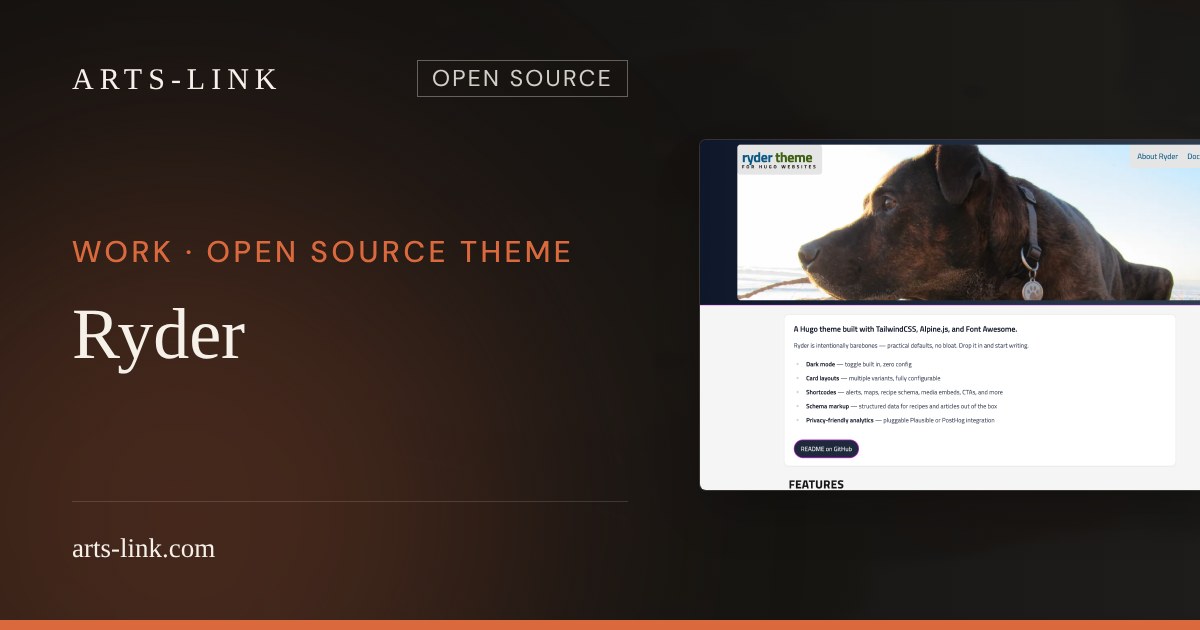 ARTS-LINK
OPEN SOURCE
WORK · OPEN SOURCE THEME
Ryder
arts-link.com
ryder theme
FOR HUGO WEBSITES
About Ryder Doc
A Hugo theme built with TailwindCSS, Alpine.js, and Font Awesome.
Ryder is intentionally barebones — practical defaults, no bloat. Drop it in and start writing.
Dark mode — toggle built in, zero config
Card layouts — multiple variants, fully configurable
Shortcodes — alerts, maps, recipe schema, media embeds, CTAs, and more
Schema markup — structured data for recipes and articles out of the box
Privacy-friendly analytics — pluggable Plausible or PostHog integration
README on GitHub
FEATURES